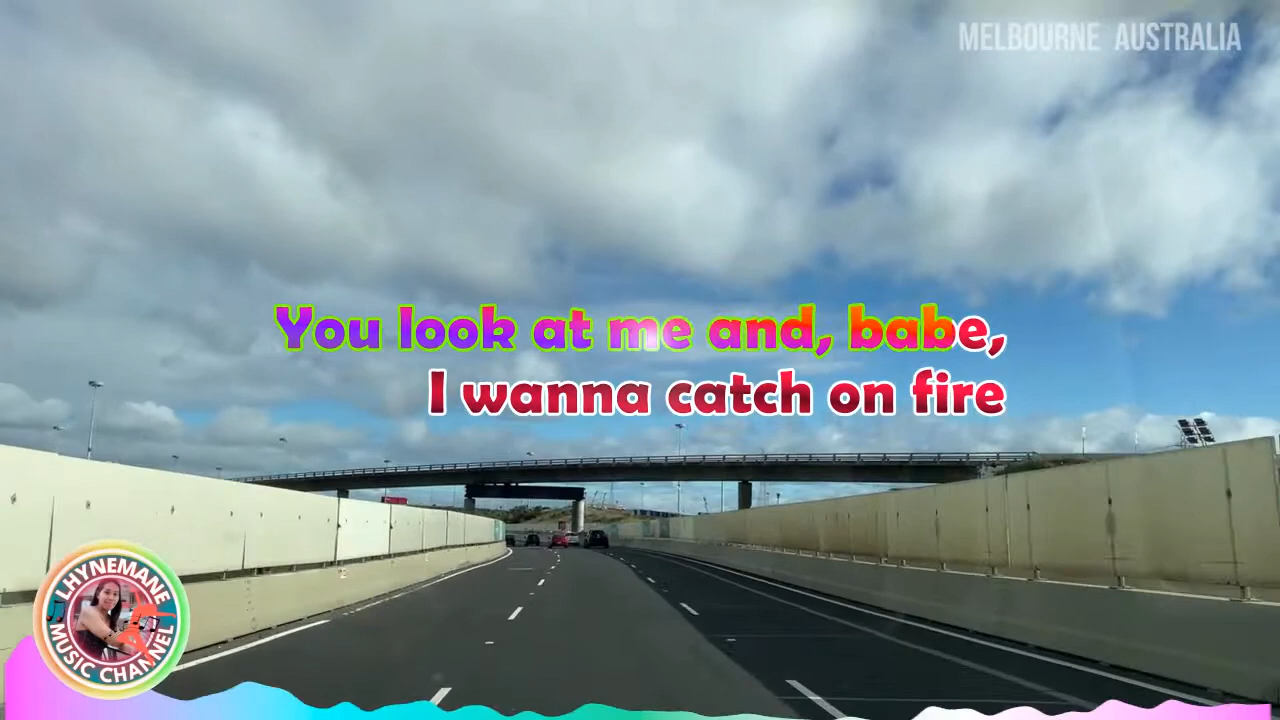 MELBOURNE AUSTRALIA
You look at me and, babe,
I wanna catch on fire
LHYNEMANE
MUSIC CHANNEL